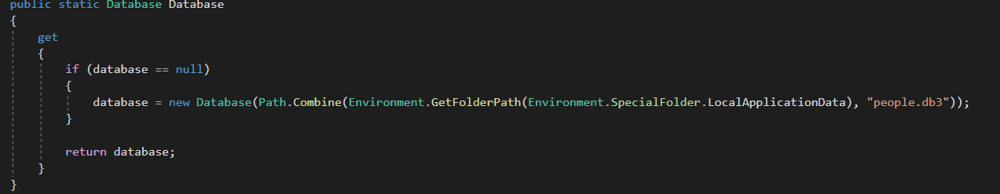 public static Database Database
{
get
{
if (database == null)
{
database = new Database(Path.Combine(Environment.GetFolderPath(Environment.SpecialFolder.LocalApplicationData), "people.db3"));
}
return database;
}
}